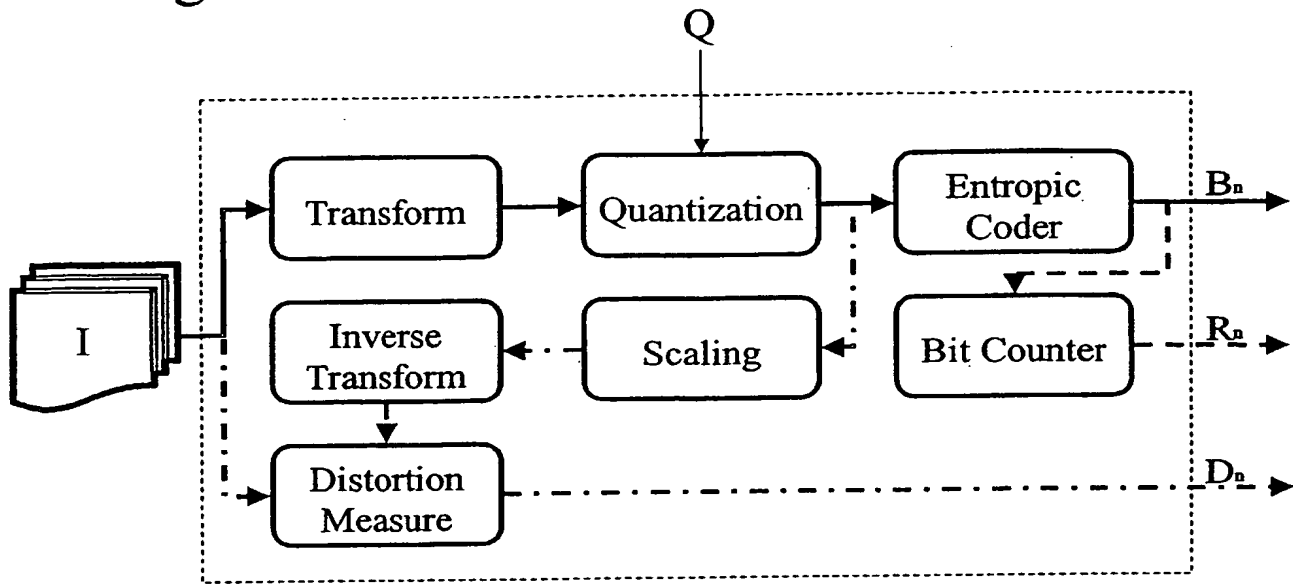 Q
Transform
Quantization
Entropic
Coder
Bn
I
Inverse
Transform
Scaling
Bit Counter
Rn
Distortion
Measure
Dn